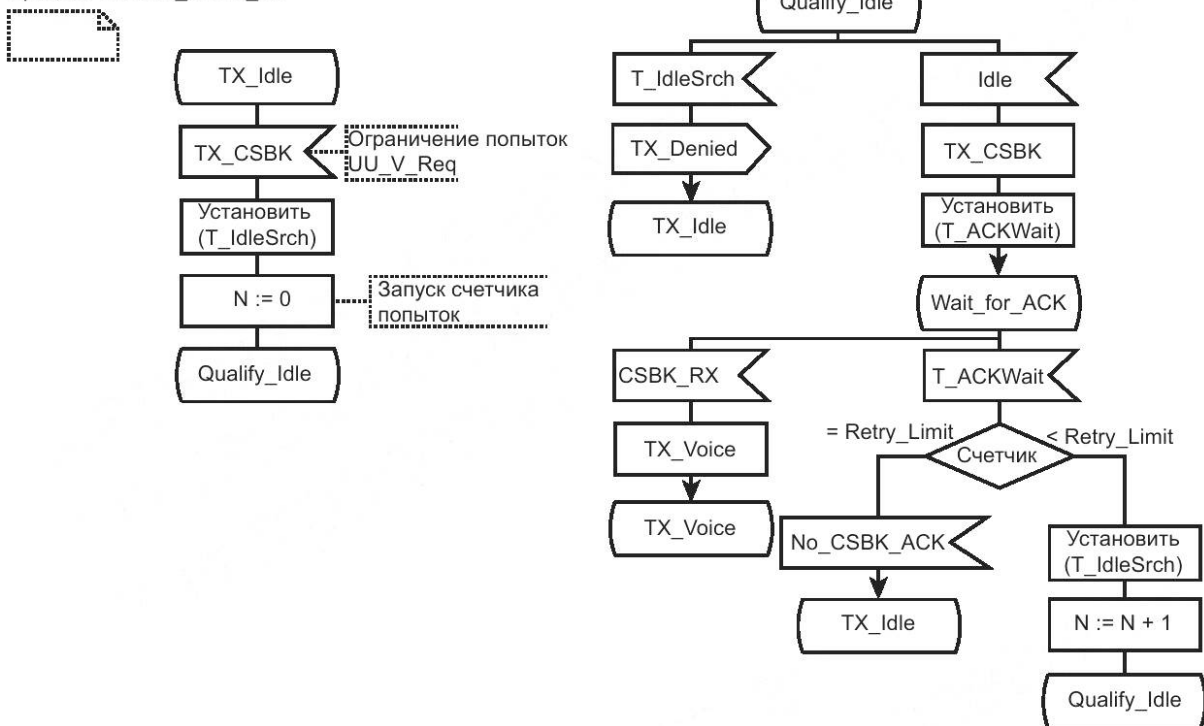 TX_Idle
TX_CSBK
Ограничение попыток
UU_V_Req
Установить
(T_IdleSrch)
N := 0
Запуск счетчика
попыток
Qualify_Idle
Qualify_Idle
T_IdleSrch
Idle
TX_Denied
TX_CSBK
TX_Idle
Установить
(T_ACKWait)
Wait_for_ACK
CSBK_RX
T_ACKWait
= Retry_Limit
< Retry_Limit
Счетчик
TX_Voice
TX_Voice
No_CSBK_ACK
Установить
(T_IdleSrch)
TX_Idle
N := N + 1
Qualify_Idle